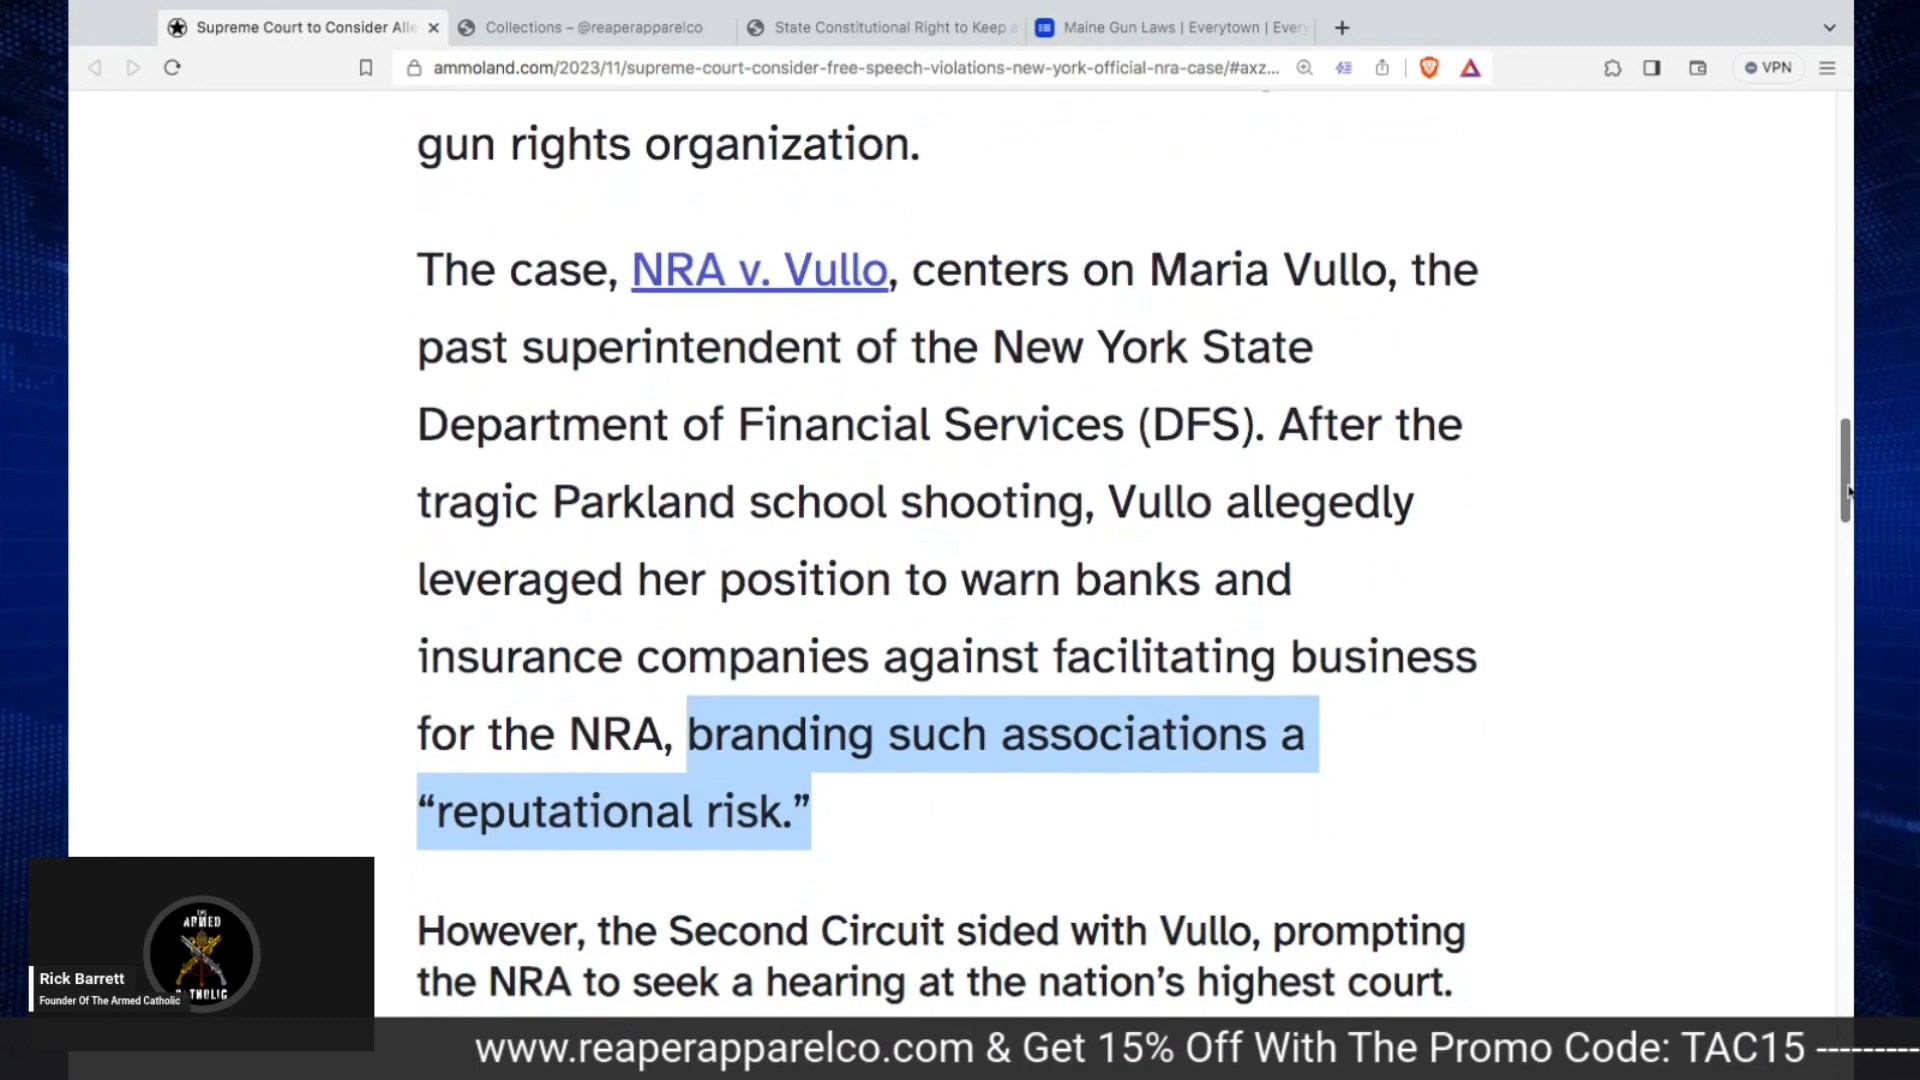 Supreme Court to Consider Alle
Collections – @reaperapparelco
State Constitutional Right to Keep a
Maine Gun Laws | Everytown | Every
ammoland.com/2023/11/supreme-court-consider-free-speech-violations-new-york-official-nra-case/#axz...
VPN
gun rights organization.
The case, NRA v. Vullo, centers on Maria Vullo, the
past superintendent of the New York State
Department of Financial Services (DFS). After the
tragic Parkland school shooting, Vullo allegedly
leveraged her position to warn banks and
insurance companies against facilitating business
for the NRA, branding such associations a
“reputational risk.”
However, the Second Circuit sided with Vullo, prompting
the NRA to seek a hearing at the nation’s highest court.
THE
ARMED
CATHOLIC
Rick Barrett
Founder Of The Armed Catholic
www.reaperapparelco.com & Get 15% Off With The Promo Code: TAC15 ---------